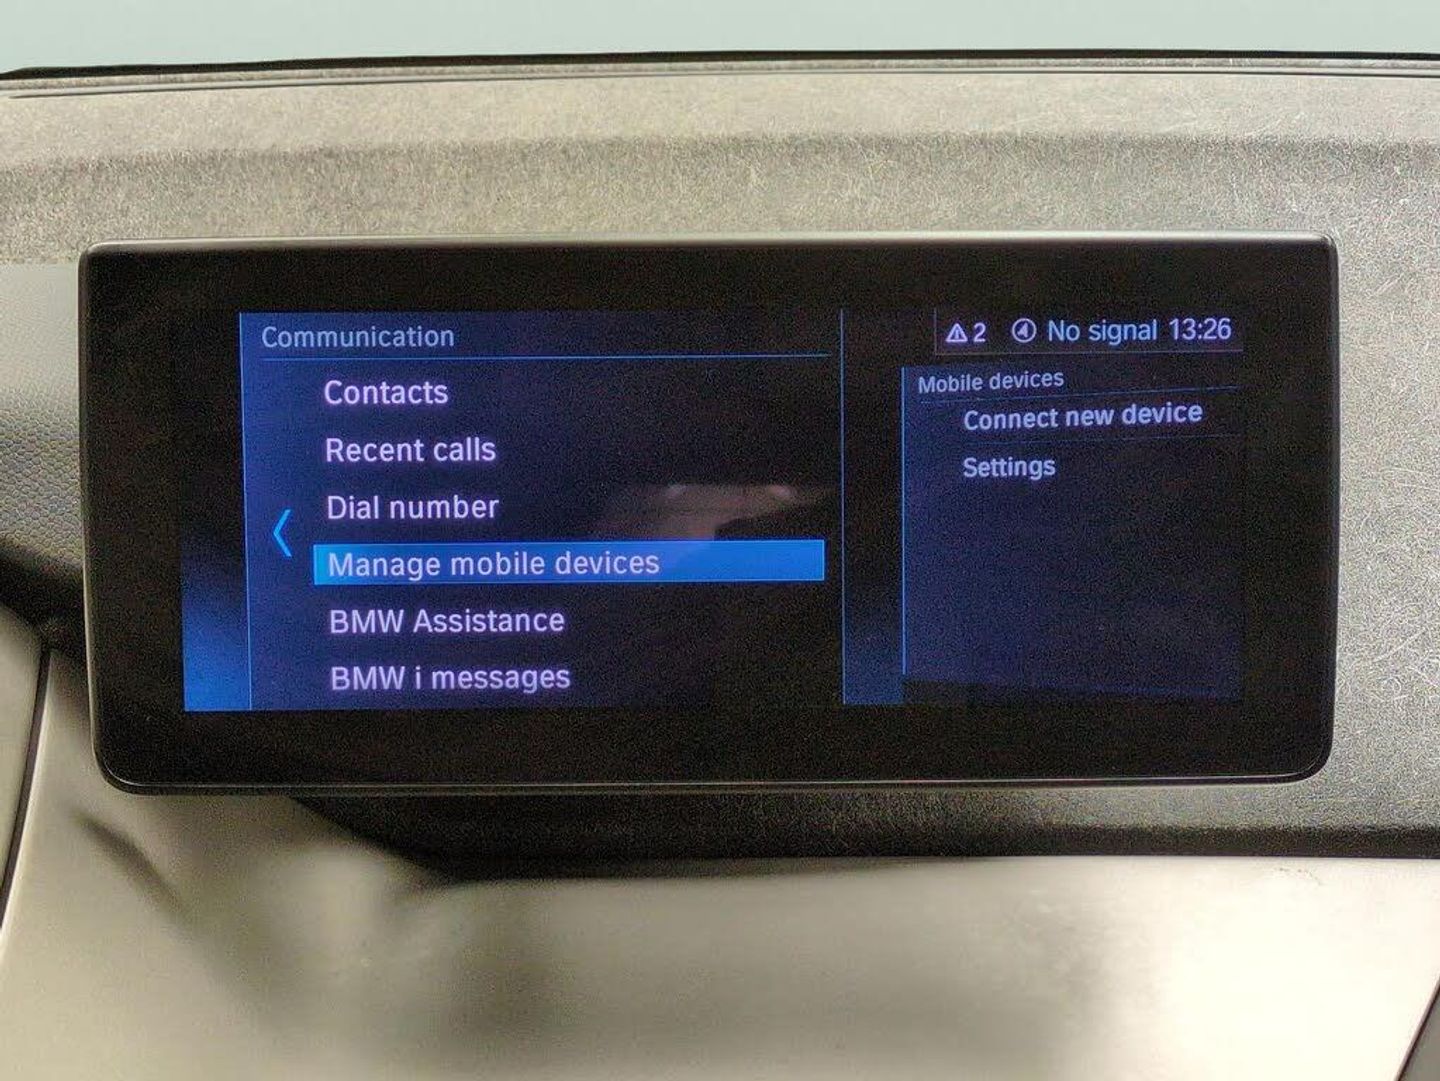 Communication
Contacts
Recent calls
Dial number
Manage mobile devices
BMW Assistance
BMW i messages
2 No signal 13:26
Mobile devices
Connect new device
Settings